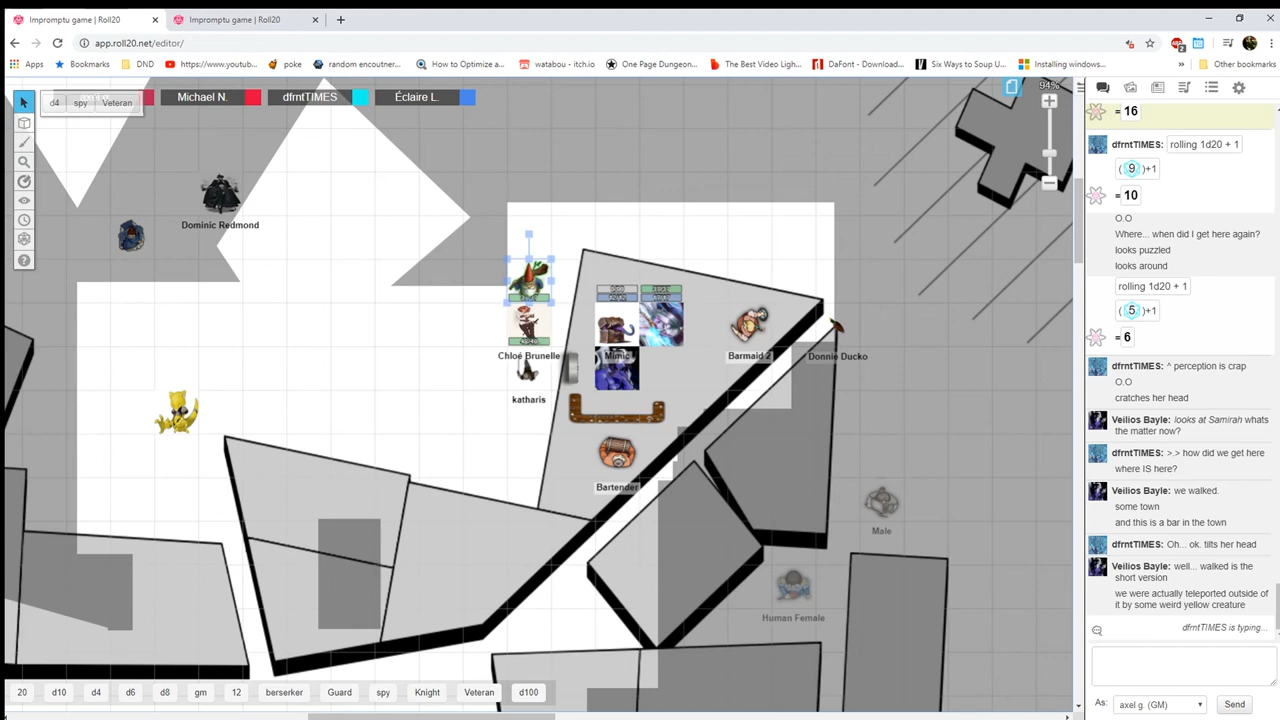 Impromptu game | Roll20
Impromptu game | Roll20
app.roll20.net/editor/
Apps
Bookmarks
DND
https://www.youtub...
poke
random encoutner...
How to Optimize a...
watabou - itch.io
One Page Dungeon...
The Best Video Ligh...
DaFont - Download...
Six Ways to Soup U...
Installing windows...
»
Other bookmarks
d4 spy Veteran
Michael N.
dfrntTIMES
Éclaire L.
94%
Dominic Redmond
Chloé Brunelle
katharis
Mimic
Barmaid 2
Donnie Ducko
Bartender
Male
Human Female
20 d10 d4 d6 d8 gm 12 berserker Guard spy Knight Veteran d100
= 16
dfrntTIMES: rolling 1d20 + 1
( 9 )+1
= 10
O.O
Where... when did I get here again?
looks puzzled
looks around
rolling 1d20 + 1
( 5 )+1
= 6
dfrntTIMES: ^ perception is crap
O.O
cratches her head
Veilios Bayle: looks at Samirah whats
the matter now?
dfrntTIMES: >.> how did we get here
where IS here?
Veilios Bayle: we walked.
some town
and this is a bar in the town
dfrntTIMES: Oh... ok. tilts her head
Veilios Bayle: well... walked is the
short version
we were actually teleported outside of
it by some weird yellow creature
dfrntTIMES is typing...
As: axel g. (GM) Send